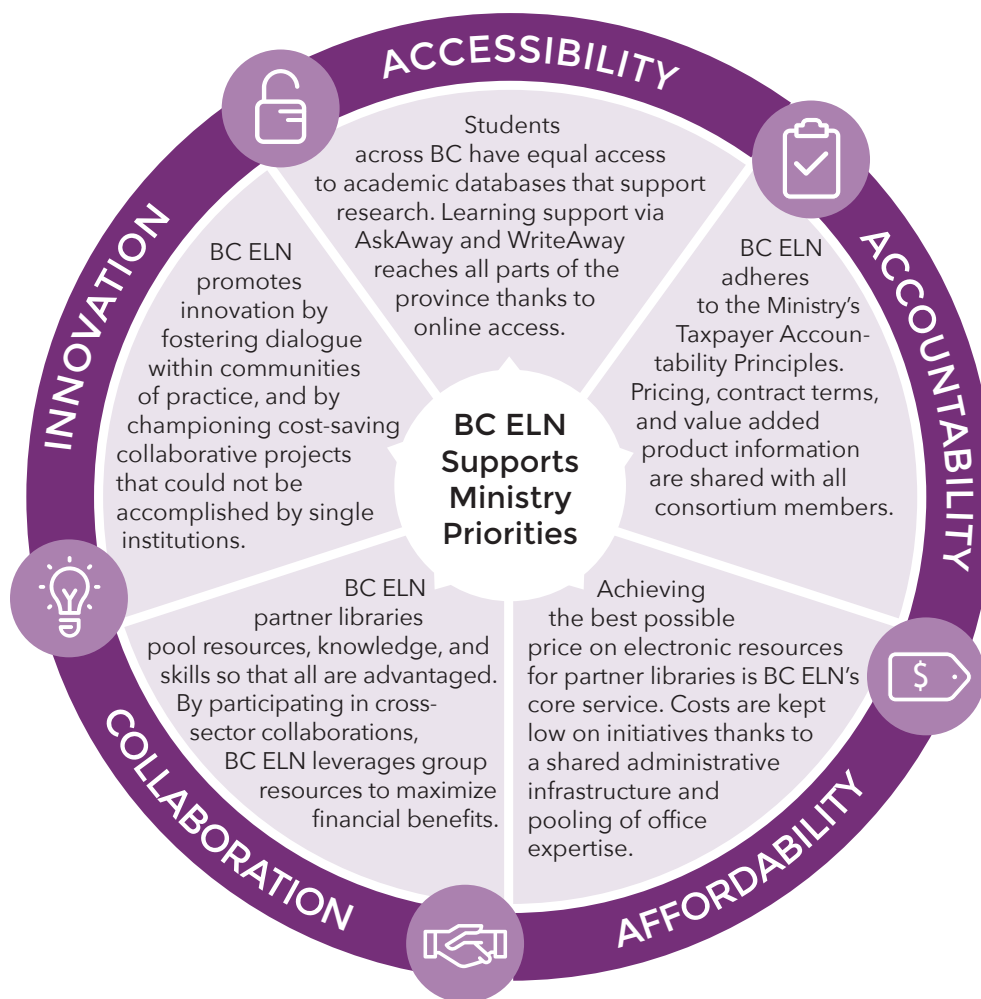 ACCESSIBILITY
Students
across BC have equal access
to academic databases that support
research. Learning support via
AskAway and WriteAway
reaches all parts of the
province thanks to
online access.
ACCOUNTABILITY
BC ELN
adheres
to the Ministry's
Taxpayer Accoun-
tability Principles.
Pricing, contract terms,
and value added
product information
are shared with all
consortium members.
AFFORDABILITY
$
Achieving
the best possible
price on electronic resources
for partner libraries is BC ELN's
core service. Costs are kept
low on initiatives thanks to
a shared administrative
infrastructure and
pooling of office
expertise.
COLLABORATION
BC ELN
partner libraries
pool resources, knowledge, and
skills so that all are advantaged.
By participating in cross-
sector collaborations,
BC ELN leverages group
resources to maximize
financial benefits.
INNOVATION
BC ELN
promotes
innovation by
fostering dialogue
within communities
of practice, and by
championing cost-saving
collaborative projects
that could not be
accomplished by single
institutions.
BC ELN
Supports
Ministry
Priorities